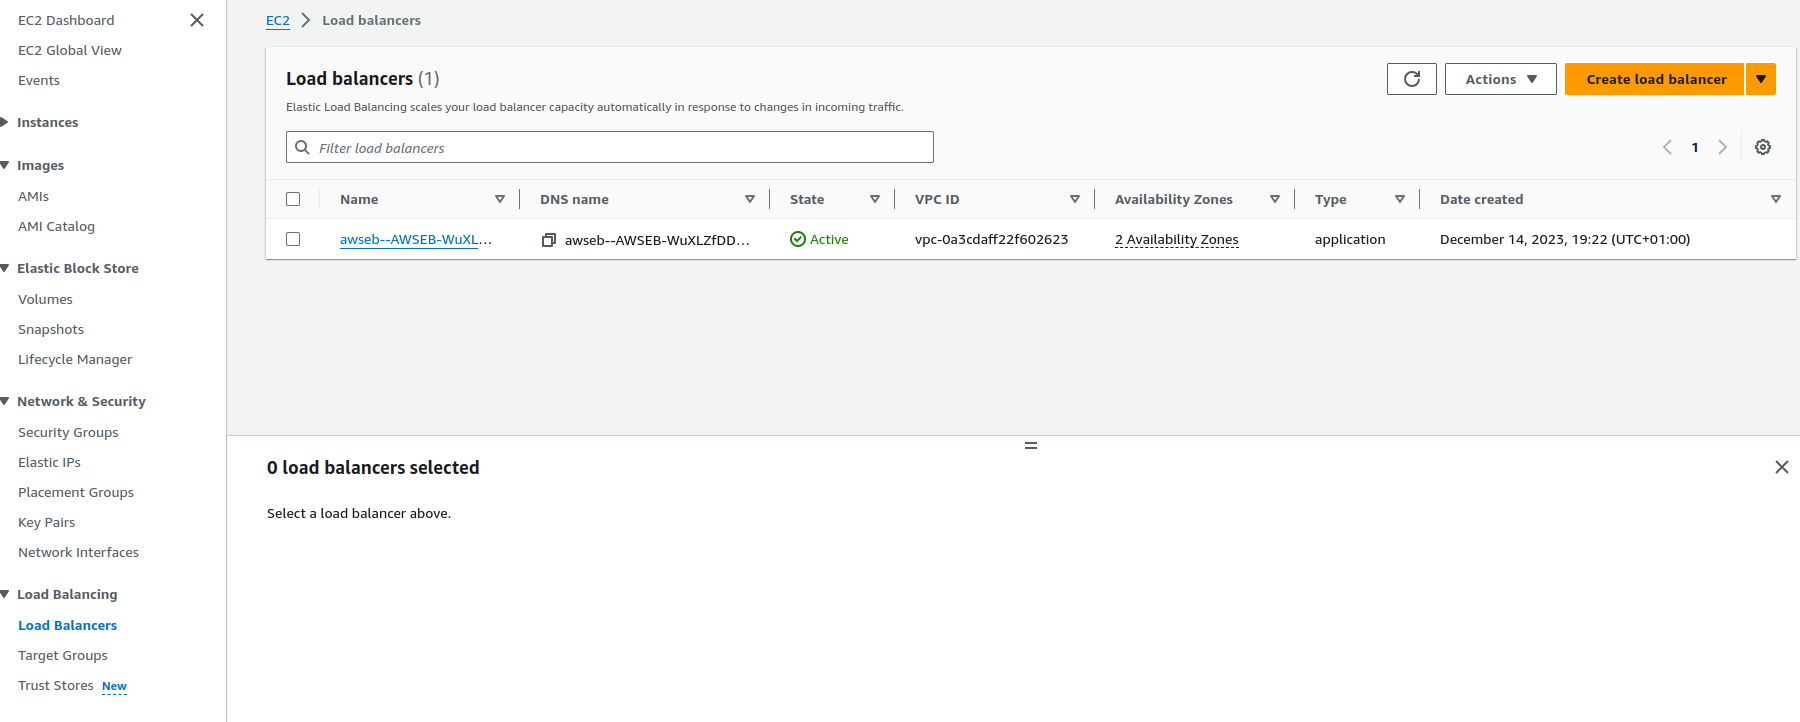 EC2 Dashboard
EC2 Global View
Events
Instances
Images
AMIs
AMI Catalog
Elastic Block Store
Volumes
Snapshots
Lifecycle Manager
Network & Security
Security Groups
Elastic IPs
Placement Groups
Key Pairs
Network Interfaces
Load Balancing
Load Balancers
Target Groups
Trust Stores New
EC2 Load balancers
Load balancers (1)
Actions Create load balancer
Elastic Load Balancing scales your load balancer capacity automatically in response to changes in incoming traffic.
Filter load balancers
1
Name DNS name State VPC ID Availability Zones Type Date created
awseb--AWSEB-WuXL... awseb--AWSEB-WuXLZfDD... Active vpc-0a3cdaff22f602623 2 Availability Zones application December 14, 2023, 19:22 (UTC+01:00)
0 load balancers selected
Select a load balancer above.